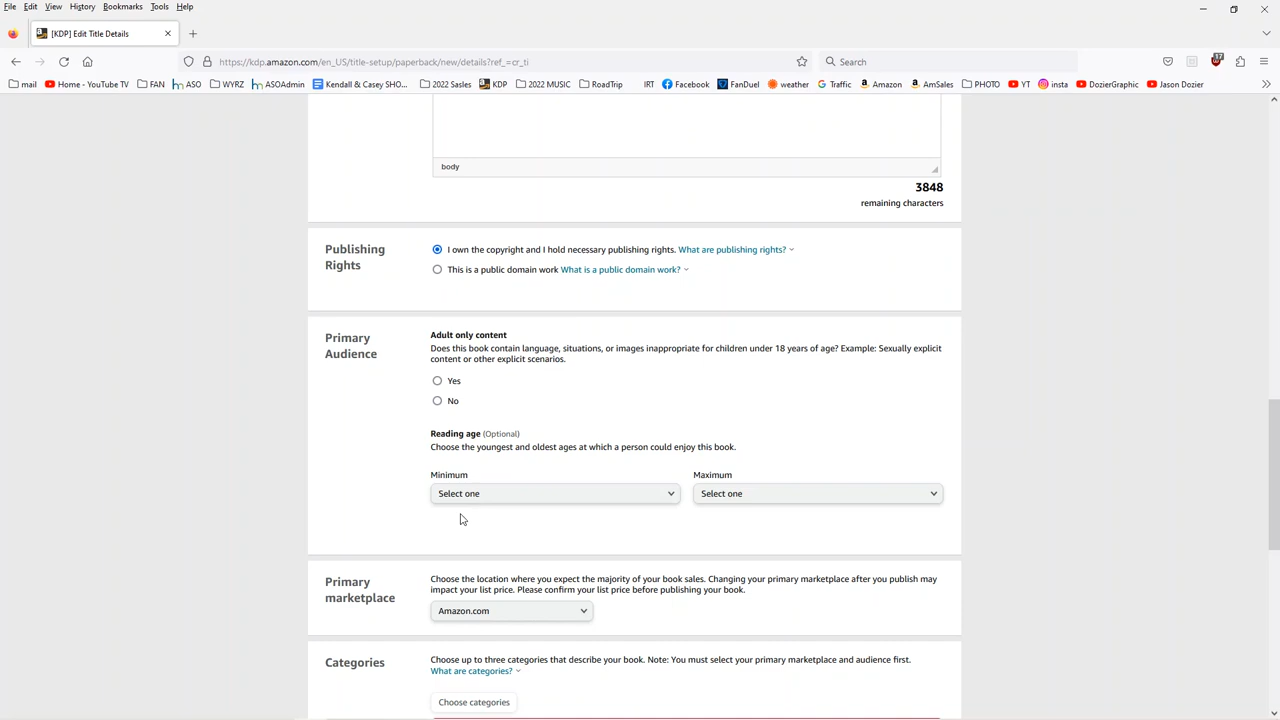 File Edit View History Bookmarks Tools Help
[KDP] Edit Title Details
https://kdp.amazon.com/en_US/title-setup/paperback/new/details?ref_=cr_ti
Search
17
mail Home - YouTube TV FAN ASO WYRZ ASOAdmin Kendall & Casey SHO... 2022 Sasles KDP 2022 MUSIC RoadTrip IRT Facebook FanDuel weather Traffic Amazon AmSales PHOTO YT insta DozierGraphic Jason Dozier
body
3848
remaining characters
Publishing
Rights
I own the copyright and I hold necessary publishing rights. What are publishing rights?
This is a public domain work What is a public domain work?
Primary
Audience
Adult only content
Does this book contain language, situations, or images inappropriate for children under 18 years of age? Example: Sexually explicit
content or other explicit scenarios.
Yes
No
Reading age (Optional)
Choose the youngest and oldest ages at which a person could enjoy this book.
Minimum Maximum
Select one Select one
Primary
marketplace
Choose the location where you expect the majority of your book sales. Changing your primary marketplace after you publish may
impact your list price. Please confirm your list price before publishing your book.
Amazon.com
Categories
Choose up to three categories that describe your book. Note: You must select your primary marketplace and audience first.
What are categories?
Choose categories